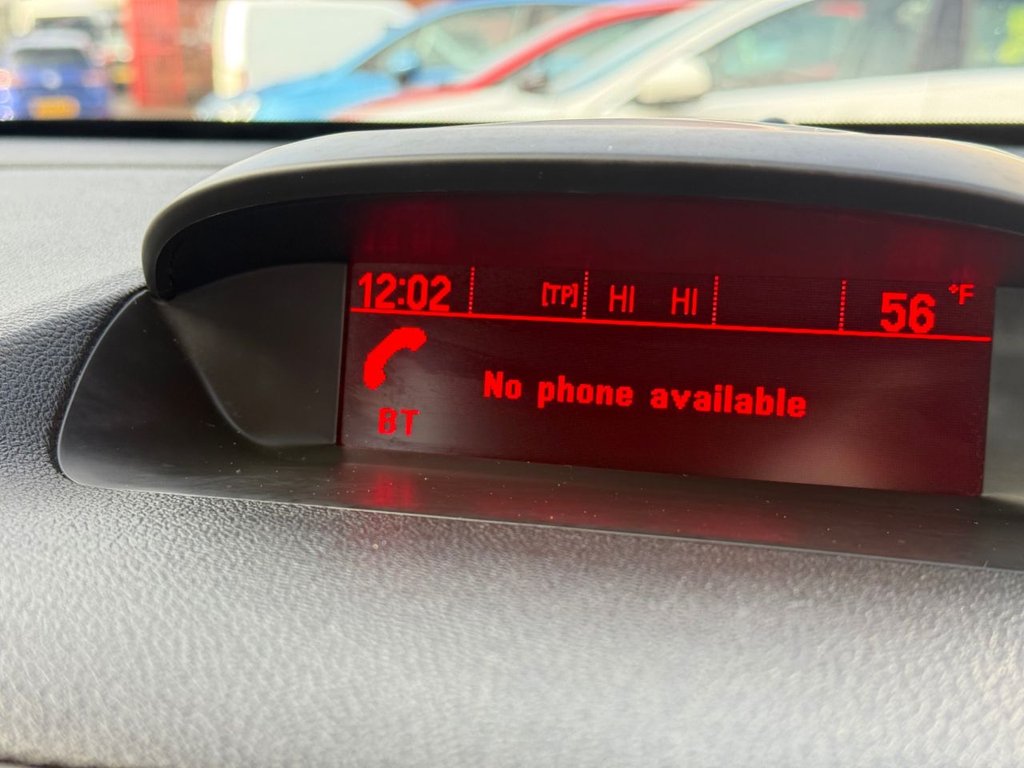 12:02 [TP] HI HI 56 °F
No phone available
BT